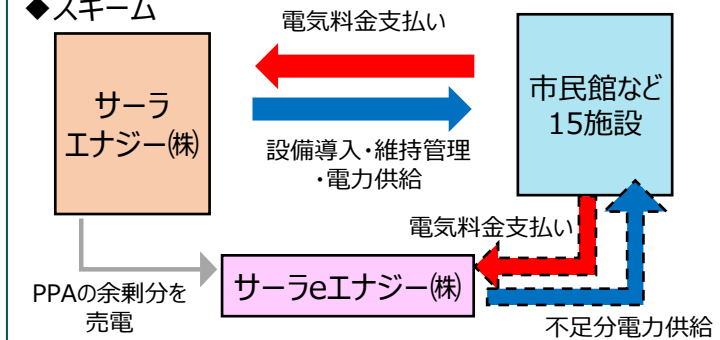 ◆スキーム
電気料金支払い
サーラ
エナジー㈱
市民館など
15施設
設備導入・維持管理
・電力供給
電気料金支払い
サーラeエナジー㈱
PPAの余剰分を
売電
不足分電力供給